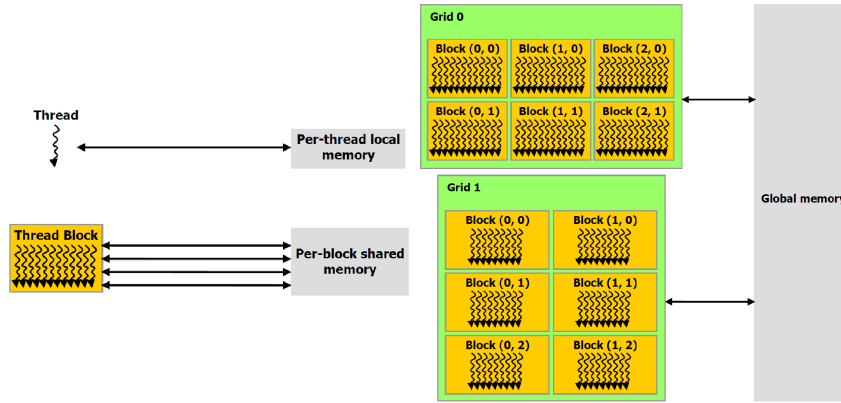 Thread
Per-thread local
memory
Thread Block
Per-block shared
memory
Grid 0
Block (0, 0)
Block (1, 0)
Block (2, 0)
Block (0, 1)
Block (1, 1)
Block (2, 1)
Grid 1
Block (0, 0)
Block (1, 0)
Block (0, 1)
Block (1, 1)
Block (0, 2)
Block (1, 2)
Global memory